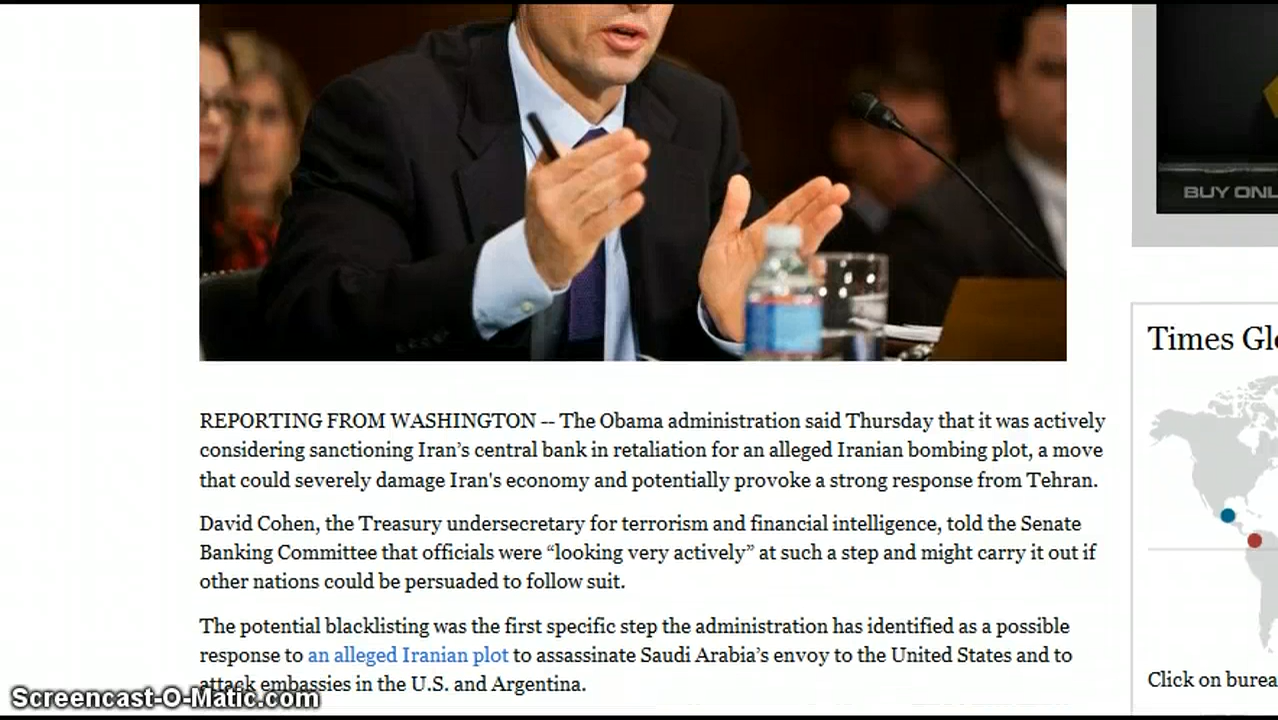 BUY ONL
Times Gl
REPORTING FROM WASHINGTON -- The Obama administration said Thursday that it was actively
considering sanctioning Iran's central bank in retaliation for an alleged Iranian bombing plot, a move
that could severely damage Iran's economy and potentially provoke a strong response from Tehran.
David Cohen, the Treasury undersecretary for terrorism and financial intelligence, told the Senate
Banking Committee that officials were “looking very actively” at such a step and might carry it out if
other nations could be persuaded to follow suit.
The potential blacklisting was the first specific step the administration has identified as a possible
response to an alleged Iranian plot to assassinate Saudi Arabia's envoy to the United States and to
attack embassies in the U.S. and Argentina.
Click on burea
Screencast-O-Matic.com